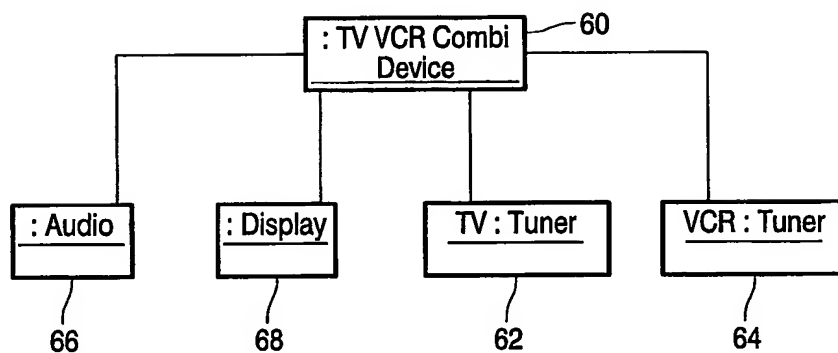 : TV VCR Combi
Device
60
: Audio
: Display
TV : Tuner
VCR : Tuner
66
68
62
64